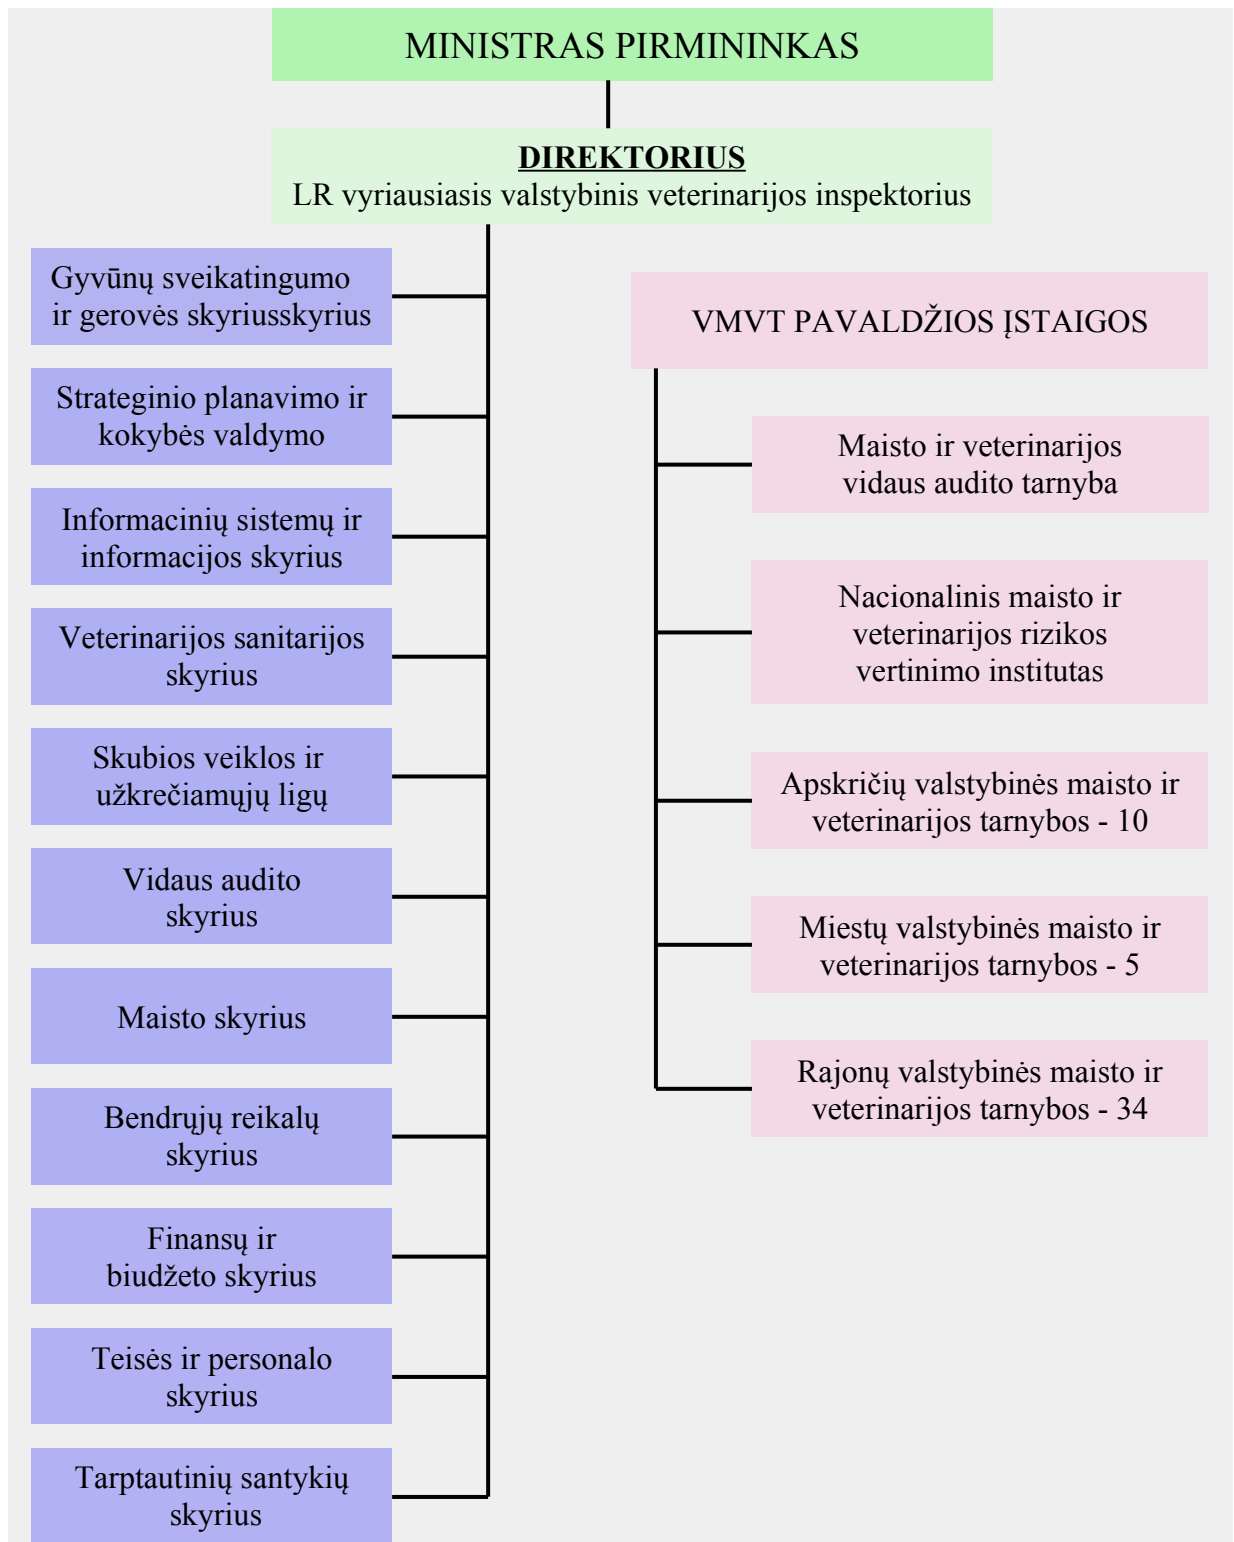 MINISTRAS PIRMININKAS
DIREKTORIUS
LR vyriausiasis valstybinis veterinarijos inspektorius
Gyvūnų sveikatingumo
ir gerovės skyriusskyrius
Strateginio planavimo ir
kokybės valdymo
Informacinių sistemų ir
informacijos skyrius
Veterinarijos sanitarijos
skyrius
Skubios veiklos ir
užkrečiamųjų ligų
Vidaus audito
skyrius
Maisto skyrius
Bendrųjų reikalų
skyrius
Finansų ir
biudžeto skyrius
Teisės ir personalo
skyrius
Tarptautinių santykių
skyrius
VMVT PAVALDŽIOS ĮSTAIGOS
Maisto ir veterinarijos
vidaus audito tarnyba
Nacionalinis maisto ir
veterinarijos rizikos
vertinimo institutas
Apskričių valstybinės maisto ir
veterinarijos tarnybos - 10
Miestų valstybinės maisto ir
veterinarijos tarnybos - 5
Rajonų valstybinės maisto ir
veterinarijos tarnybos - 34